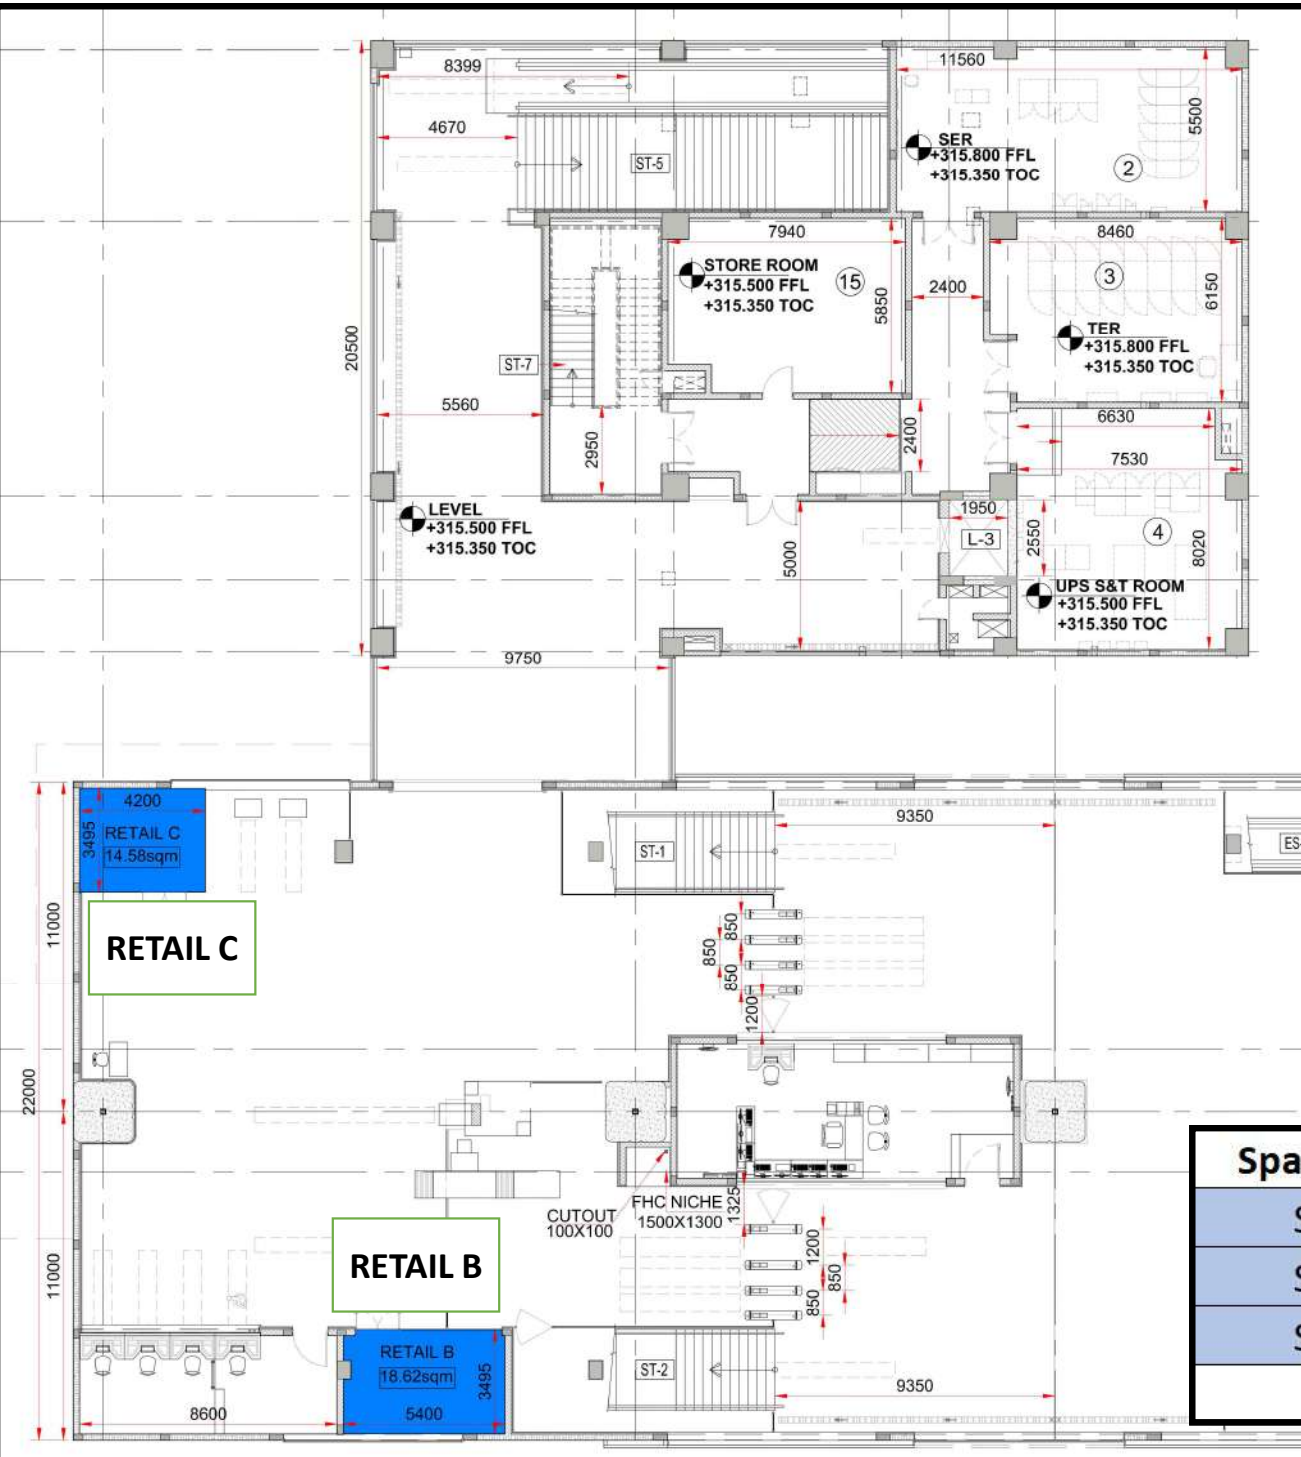 8399
11560
4670
5500
ST-5
SER
+315.800 FFL
+315.350 TOC
2
7940
8460
STORE ROOM
+315.500 FFL
+315.350 TOC
15
3
2400
5850
6150
TER
+315.800 FFL
+315.350 TOC
20500
ST-7
5560
2950
2400
6630
7530
LEVEL
+315.500 FFL
+315.350 TOC
1950
L-3
2550
4
8020
5000
UPS S&T ROOM
+315.500 FFL
+315.350 TOC
9750
4200
3495
RETAIL C
14.58sqm
9350
ST-1
ES-
RETAIL C
11000
850
850
850
1200
22000
CUTOUT
100X100
FHC NICHE
1500X1300
1325
Spa
S
S
S
RETAIL B
1200
850
850
11000
RETAIL B
18.62sqm
3495
ST-2
8600
5400
9350